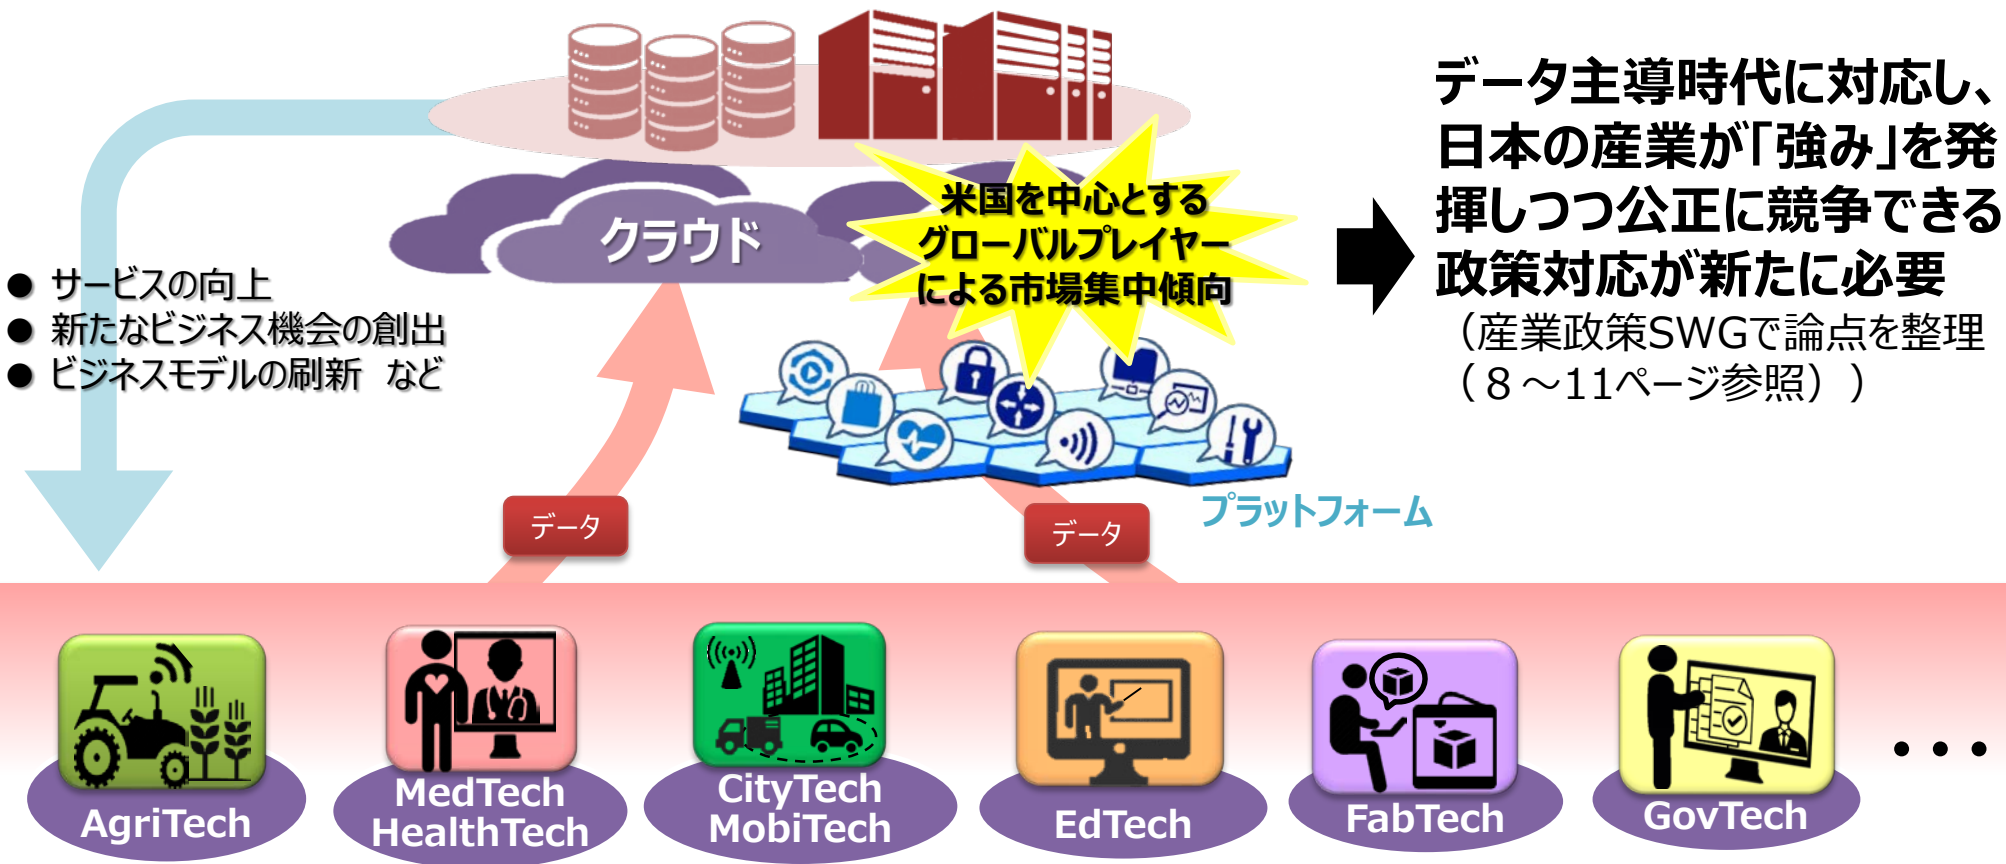 データ主導時代に対応し、
日本の産業が「強み」を発
揮しつつ公正に競争できる
政策対応が新たに必要
（産業政策SWGで論点を整理
（８～11ページ参照））
米国を中心とする
グローバルプレイヤー
による市場集中傾向
クラウド
● サービスの向上
● 新たなビジネス機会の創出
● ビジネスモデルの刷新　など
プラットフォーム
データ
データ
AgriTech
MedTech
HealthTech
CityTech
MobiTech
EdTech
FabTech
GovTech
・・・